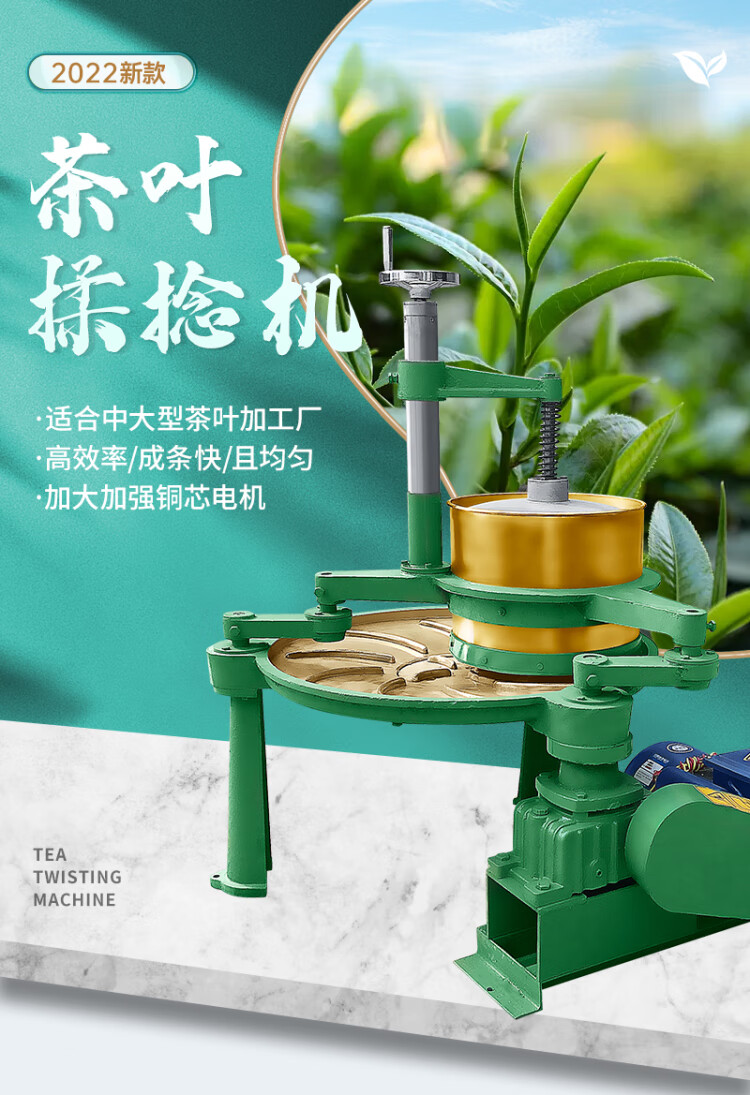 2022新款
茶叶
揉捻机
·适合中大型茶叶加工厂
·高效率/成条快/且均匀
·加大加强铜芯电机
TEA
TWISTING
MACHINE